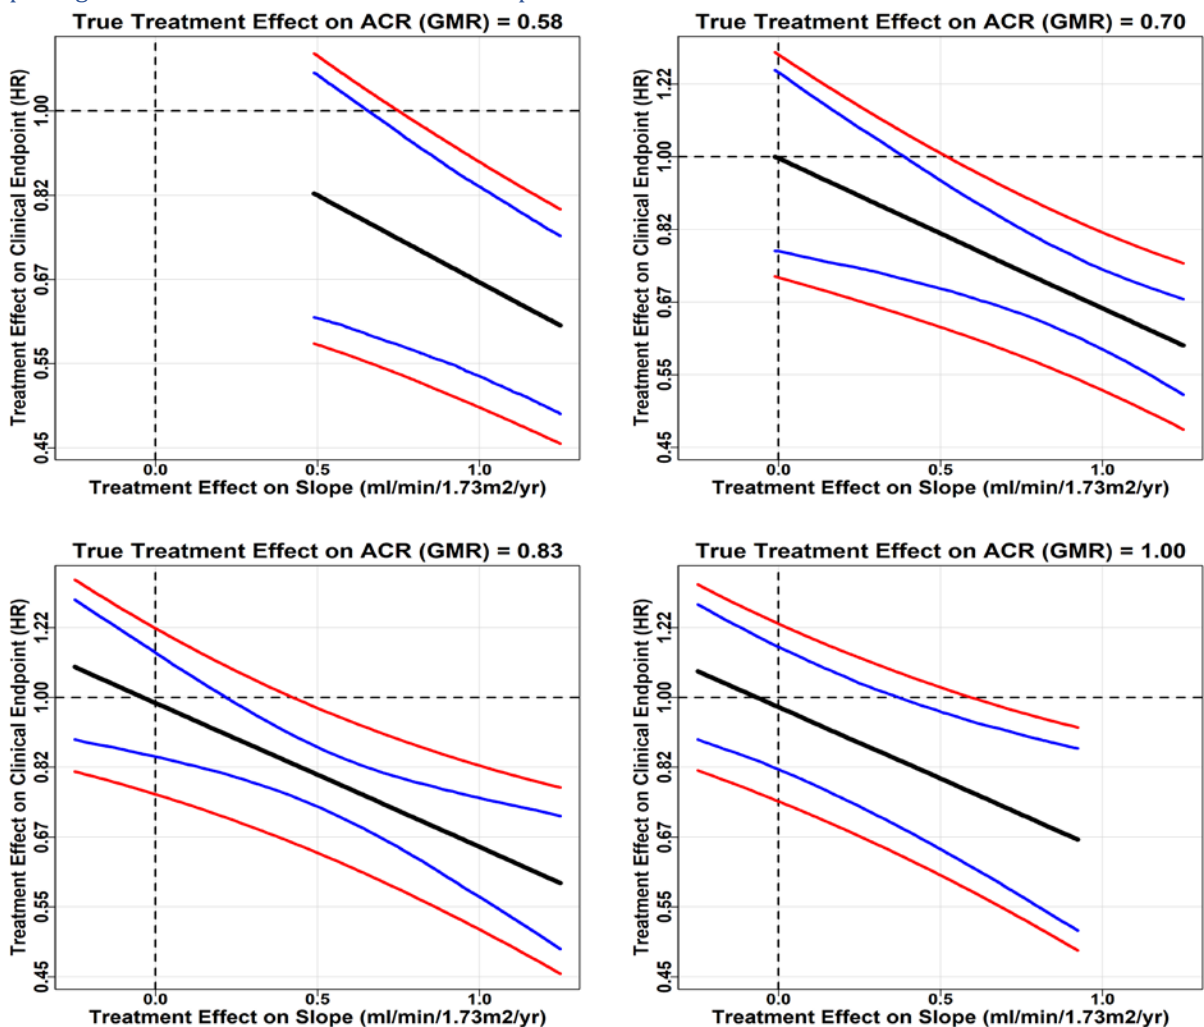 True Treatment Effect on ACR (GMR) = 0.58
Treatment Effect on Clinical Endpoint (HR)
1.00
0.82
0.67
0.55
0.45
0.0 0.5 1.0
Treatment Effect on Slope (ml/min/1.73m2/yr)
True Treatment Effect on ACR (GMR) = 0.70
Treatment Effect on Clinical Endpoint (HR)
1.22
1.00
0.82
0.67
0.55
0.45
0.0 0.5 1.0
Treatment Effect on Slope (ml/min/1.73m2/yr)
True Treatment Effect on ACR (GMR) = 0.83
Treatment Effect on Clinical Endpoint (HR)
1.22
1.00
0.82
0.67
0.55
0.45
0.0 0.5 1.0
Treatment Effect on Slope (ml/min/1.73m2/yr)
True Treatment Effect on ACR (GMR) = 1.00
Treatment Effect on Clinical Endpoint (HR)
1.22
1.00
0.82
0.67
0.55
0.45
0.0 0.5 1.0
Treatment Effect on Slope (ml/min/1.73m2/yr)